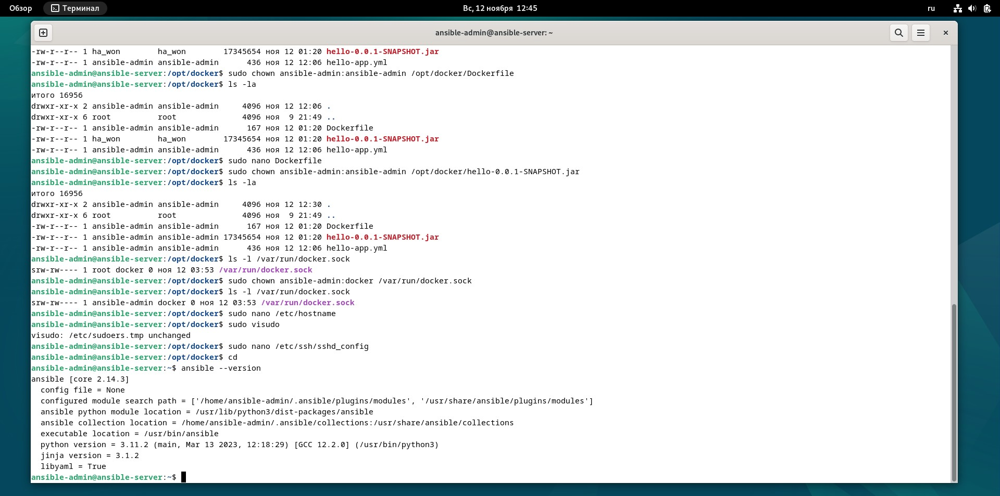 Обзор Терминал Вс, 12 ноября 12:45 ru
ansible-admin@ansible-server: ~
-rw-r--r-- 1 ha_won        ha_won        17345654 ноя 12 01:20 hello-0.0.1-SNAPSHOT.jar
-rw-r--r-- 1 ansible-admin ansible-admin      436 ноя 12 12:06 hello-app.yml
ansible-admin@ansible-server:/opt/docker$ sudo chown ansible-admin:ansible-admin /opt/docker/Dockerfile
ansible-admin@ansible-server:/opt/docker$ ls -la
итого 16956
drwxr-xr-x 2 ansible-admin ansible-admin     4096 ноя 12 12:06 .
drwxr-xr-x 6 root          root              4096 ноя  9 21:49 ..
-rw-r--r-- 1 ansible-admin ansible-admin      167 ноя 12 01:20 Dockerfile
-rw-r--r-- 1 ha_won        ha_won        17345654 ноя 12 01:20 hello-0.0.1-SNAPSHOT.jar
-rw-r--r-- 1 ansible-admin ansible-admin      436 ноя 12 12:06 hello-app.yml
ansible-admin@ansible-server:/opt/docker$ sudo nano Dockerfile
ansible-admin@ansible-server:/opt/docker$ sudo chown ansible-admin:ansible-admin /opt/docker/hello-0.0.1-SNAPSHOT.jar
ansible-admin@ansible-server:/opt/docker$ ls -la
итого 16956
drwxr-xr-x 2 ansible-admin ansible-admin     4096 ноя 12 12:30 .
drwxr-xr-x 6 root          root              4096 ноя  9 21:49 ..
-rw-r--r-- 1 ansible-admin ansible-admin      167 ноя 12 01:20 Dockerfile
-rw-r--r-- 1 ansible-admin ansible-admin 17345654 ноя 12 01:20 hello-0.0.1-SNAPSHOT.jar
-rw-r--r-- 1 ansible-admin ansible-admin      436 ноя 12 12:06 hello-app.yml
ansible-admin@ansible-server:/opt/docker$ ls -l /var/run/docker.sock
srw-rw---- 1 root docker 0 ноя 12 03:53 /var/run/docker.sock
ansible-admin@ansible-server:/opt/docker$ sudo chown ansible-admin:docker /var/run/docker.sock
ansible-admin@ansible-server:/opt/docker$ ls -l /var/run/docker.sock
srw-rw---- 1 ansible-admin docker 0 ноя 12 03:53 /var/run/docker.sock
ansible-admin@ansible-server:/opt/docker$ sudo nano /etc/hostname
ansible-admin@ansible-server:/opt/docker$ sudo visudo
visudo: /etc/sudoers.tmp unchanged
ansible-admin@ansible-server:/opt/docker$ sudo nano /etc/ssh/sshd_config
ansible-admin@ansible-server:/opt/docker$ cd
ansible-admin@ansible-server:~$ ansible --version
ansible [core 2.14.3]
  config file = None
  configured module search path = ['/home/ansible-admin/.ansible/plugins/modules', '/usr/share/ansible/plugins/modules']
  ansible python module location = /usr/lib/python3/dist-packages/ansible
  ansible collection location = /home/ansible-admin/.ansible/collections:/usr/share/ansible/collections
  executable location = /usr/bin/ansible
  python version = 3.11.2 (main, Mar 13 2023, 12:18:29) [GCC 12.2.0] (/usr/bin/python3)
  jinja version = 3.1.2
  libyaml = True
ansible-admin@ansible-server:~$